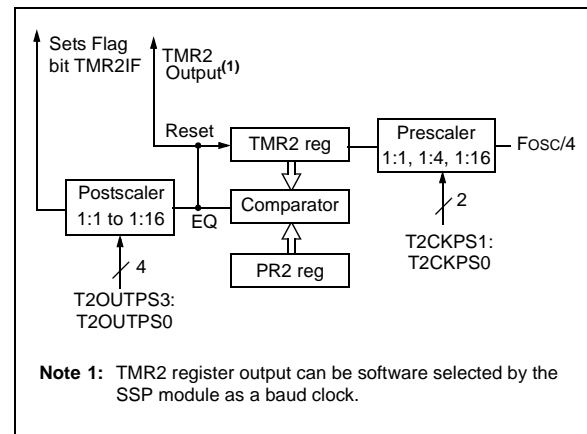 Sets Flag
bit TMR2IF
TMR2
Output(1)
Reset
TMR2 reg
Prescaler
1:1, 1:4, 1:16
FOSC/4
Postscaler
1:1 to 1:16
EQ
Comparator
2
T2CKPS1:
T2CKPS0
4
PR2 reg
T2OUTPS3:
T2OUTPS0
Note 1: TMR2 register output can be software selected by the
SSP module as a baud clock.